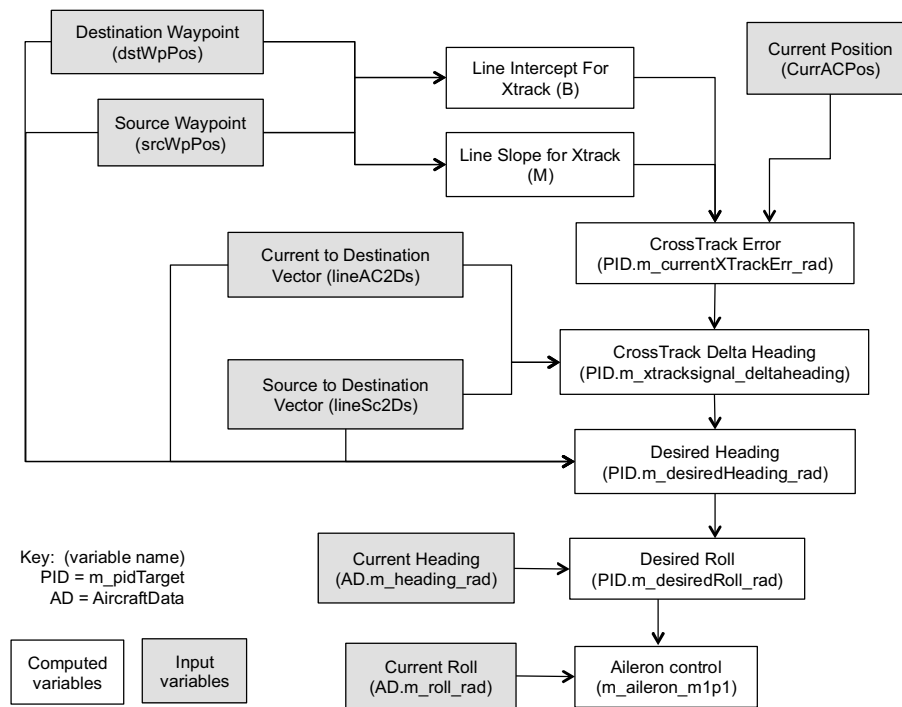 Destination Waypoint
(dstWpPos)
Source Waypoint
(srcWpPos)
Line Intercept For
Xtrack (B)
Line Slope for Xtrack
(M)
Current Position
(CurrACPos)
CrossTrack Error
(PID.m_currentXTrackErr_rad)
Current to Destination
Vector (lineAC2Ds)
CrossTrack Delta Heading
(PID.m_xtracksignal_deltaheading)
Source to Destination
Vector (lineSc2Ds)
Desired Heading
(PID.m_desiredHeading_rad)
Key: (variable name)
PID = m_pidTarget
AD = AircraftData
Current Heading
(AD.m_heading_rad)
Desired Roll
(PID.m_desiredRoll_rad)
Computed
variables
Input
variables
Current Roll
(AD.m_roll_rad)
Aileron control
(m_aileron_m1p1)